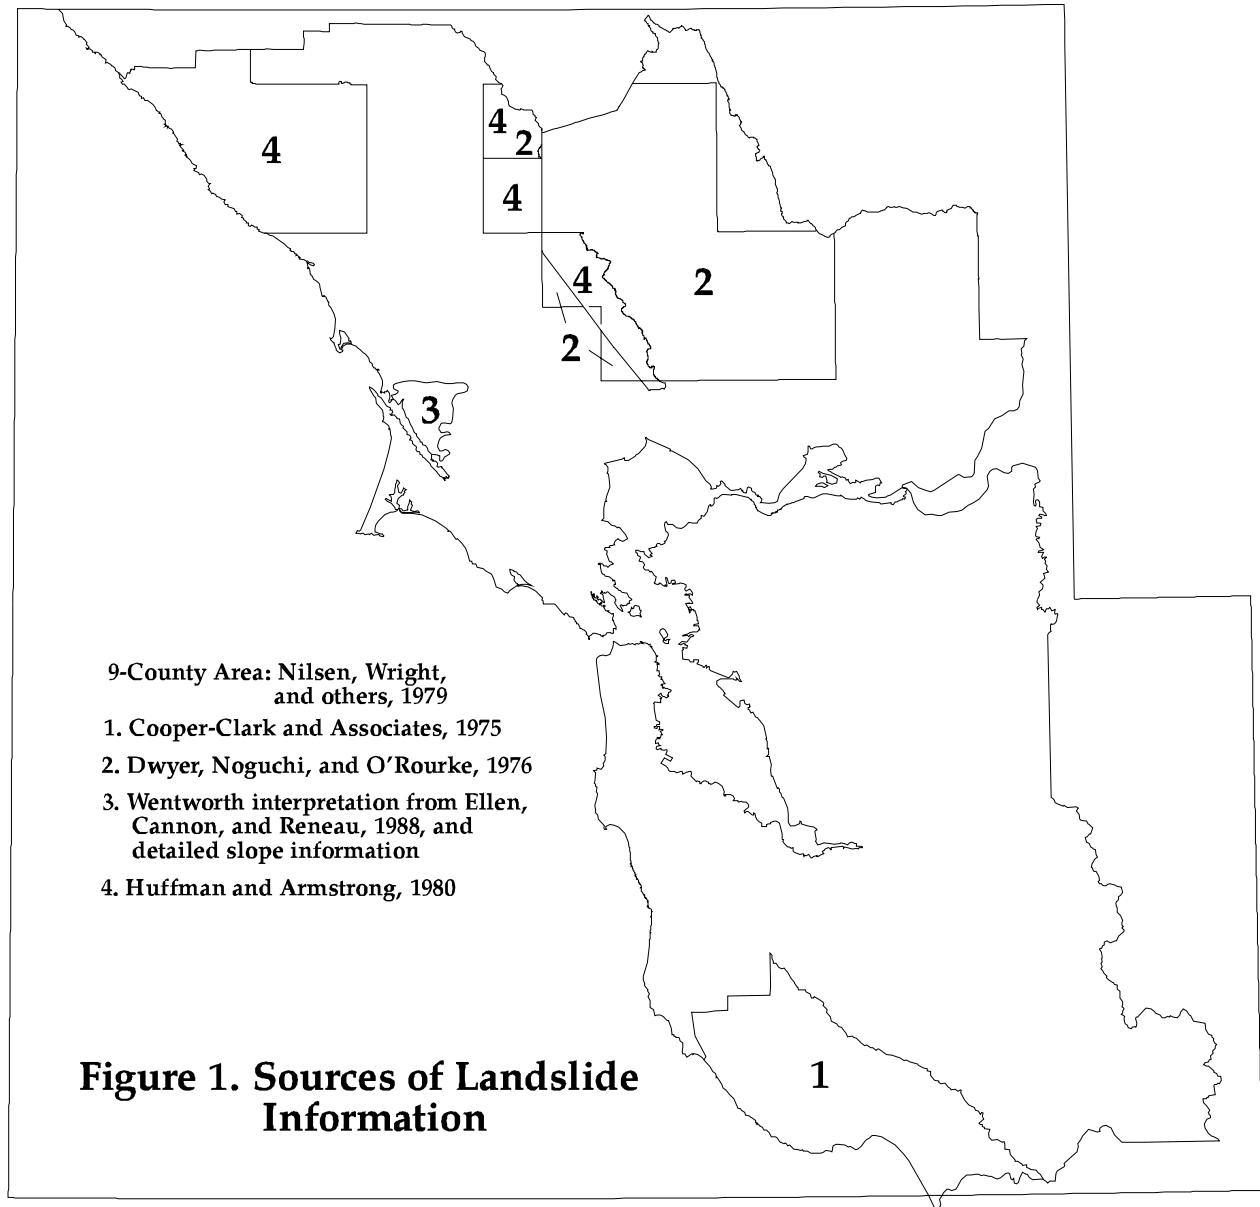 4
4
2
4
4
2
2
3
9-County Area: Nilsen, Wright,
and others, 1979
1. Cooper-Clark and Associates, 1975
2. Dwyer, Noguchi, and O'Rourke, 1976
3. Wentworth interpretation from Ellen,
Cannon, and Reneau, 1988, and
detailed slope information
4. Huffman and Armstrong, 1980
Figure 1. Sources of Landslide
Information
1